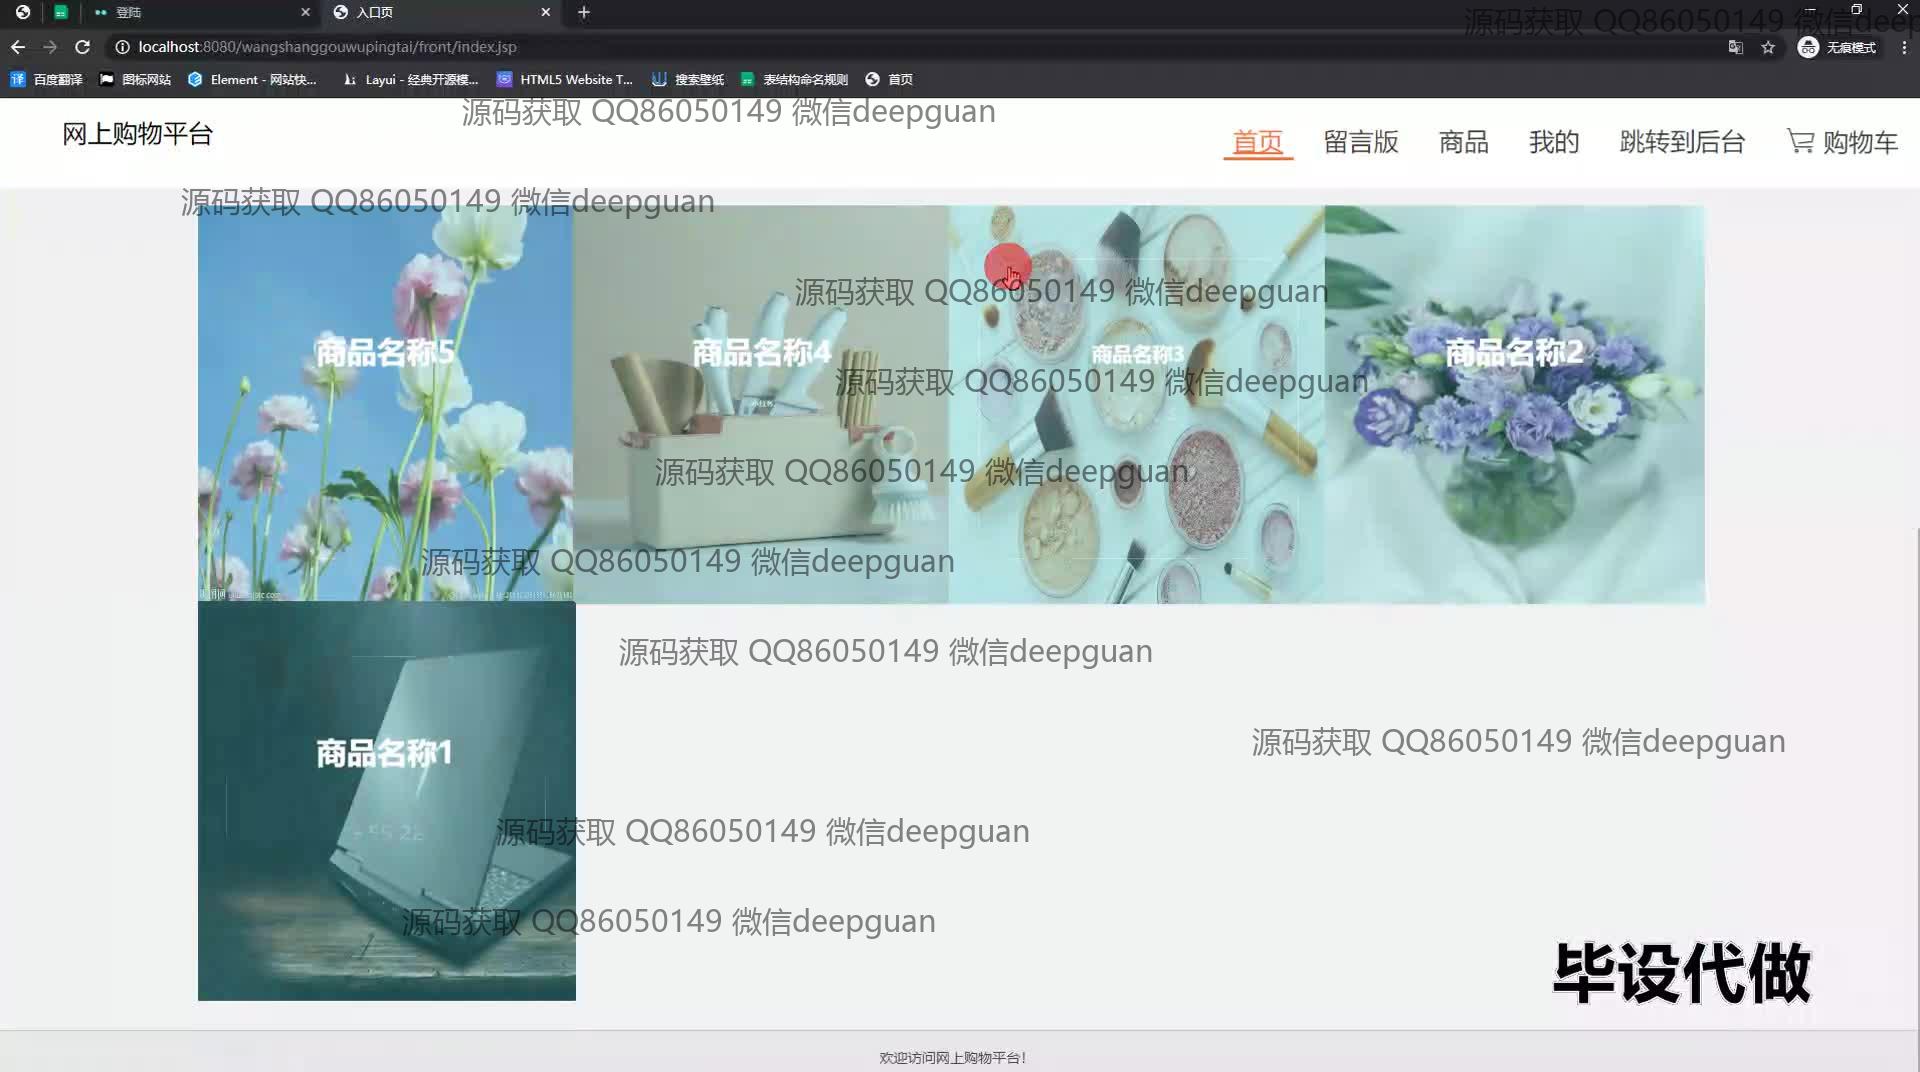 登陆
入口页
源码获取 QQ86050149 微信deep
localhost:8080/wangshanggouwupingtai/front/index.jsp
无痕模式
百度翻译
图标网站
Element - 网站快...
Layui - 经典开源模...
HTML5 Website T...
搜索壁纸
表结构命名规则
首页
源码获取 QQ86050149 微信deepguan
网上购物平台
首页
留言版
商品
我的
跳转到后台
购物车
源码获取 QQ86050149 微信deepguan
源码获取 QQ86050149 微信deepguan
商品名称5
商品名称4
商品名称3
商品名称2
源码获取 QQ86050149 微信deepguan
源码获取 QQ86050149 微信deepguan
源码获取 QQ86050149 微信deepguan
源码获取 QQ86050149 微信deepguan
源码获取 QQ86050149 微信deepguan
商品名称1
源码获取 QQ86050149 微信deepguan
源码获取 QQ86050149 微信deepguan
毕设代做
欢迎访问网上购物平台!